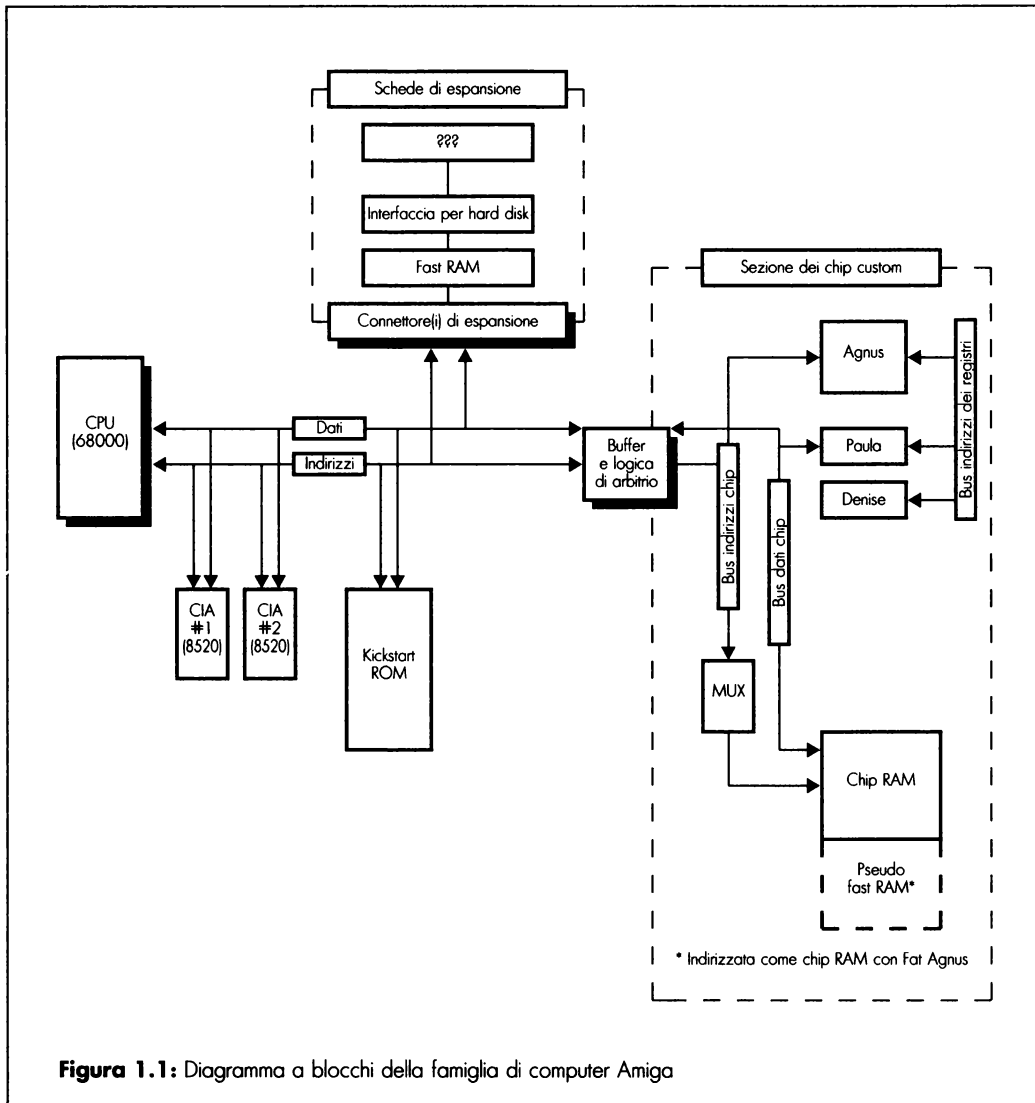 Schede di espansione
???
Interfaccia per hard disk
Fast RAM
Connettore(i) di espansione
Sezione dei chip custom
Agnus
Paula
Denise
Bus indirizzi dei registri
CPU
(68000)
Dati
Indirizzi
Buffer
e logica
di arbitrio
Bus indirizzi chip
Bus dati chip
CIA
#1
(8520)
CIA
#2
(8520)
Kickstart
ROM
MUX
Chip RAM
Pseudo
fast RAM*
* Indirizzata come chip RAM con Fat Agnus
Figura 1.1: Diagramma a blocchi della famiglia di computer Amiga